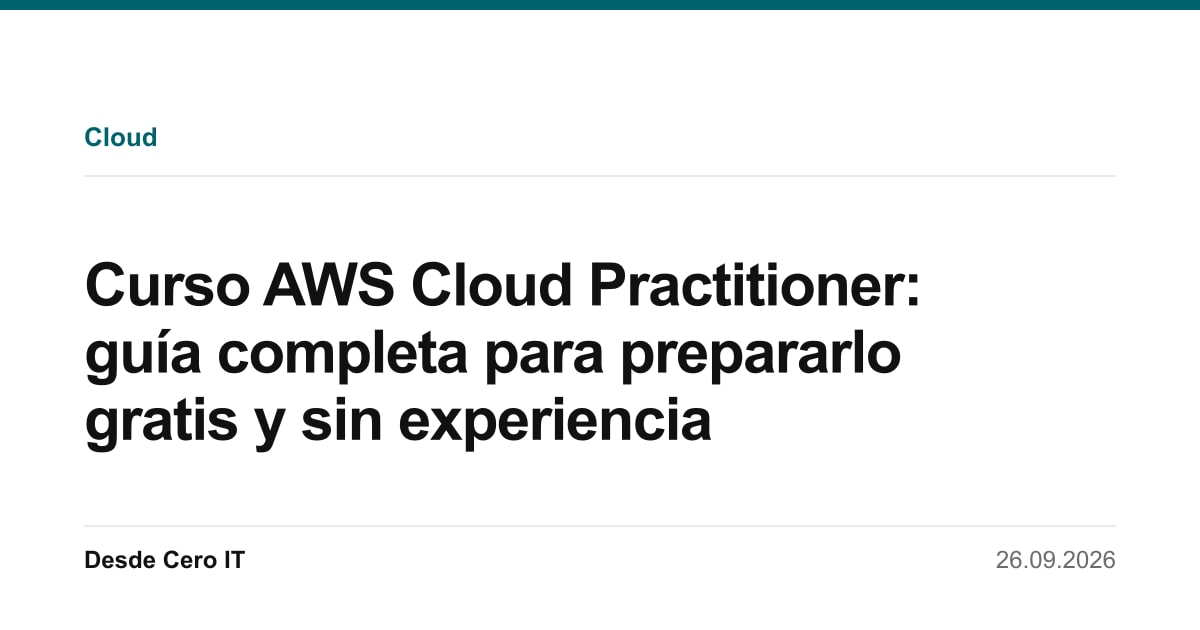 Cloud
Curso AWS Cloud Practitioner:
guía completa para prepararlo
gratis y sin experiencia
Desde Cero IT
26.09.2026